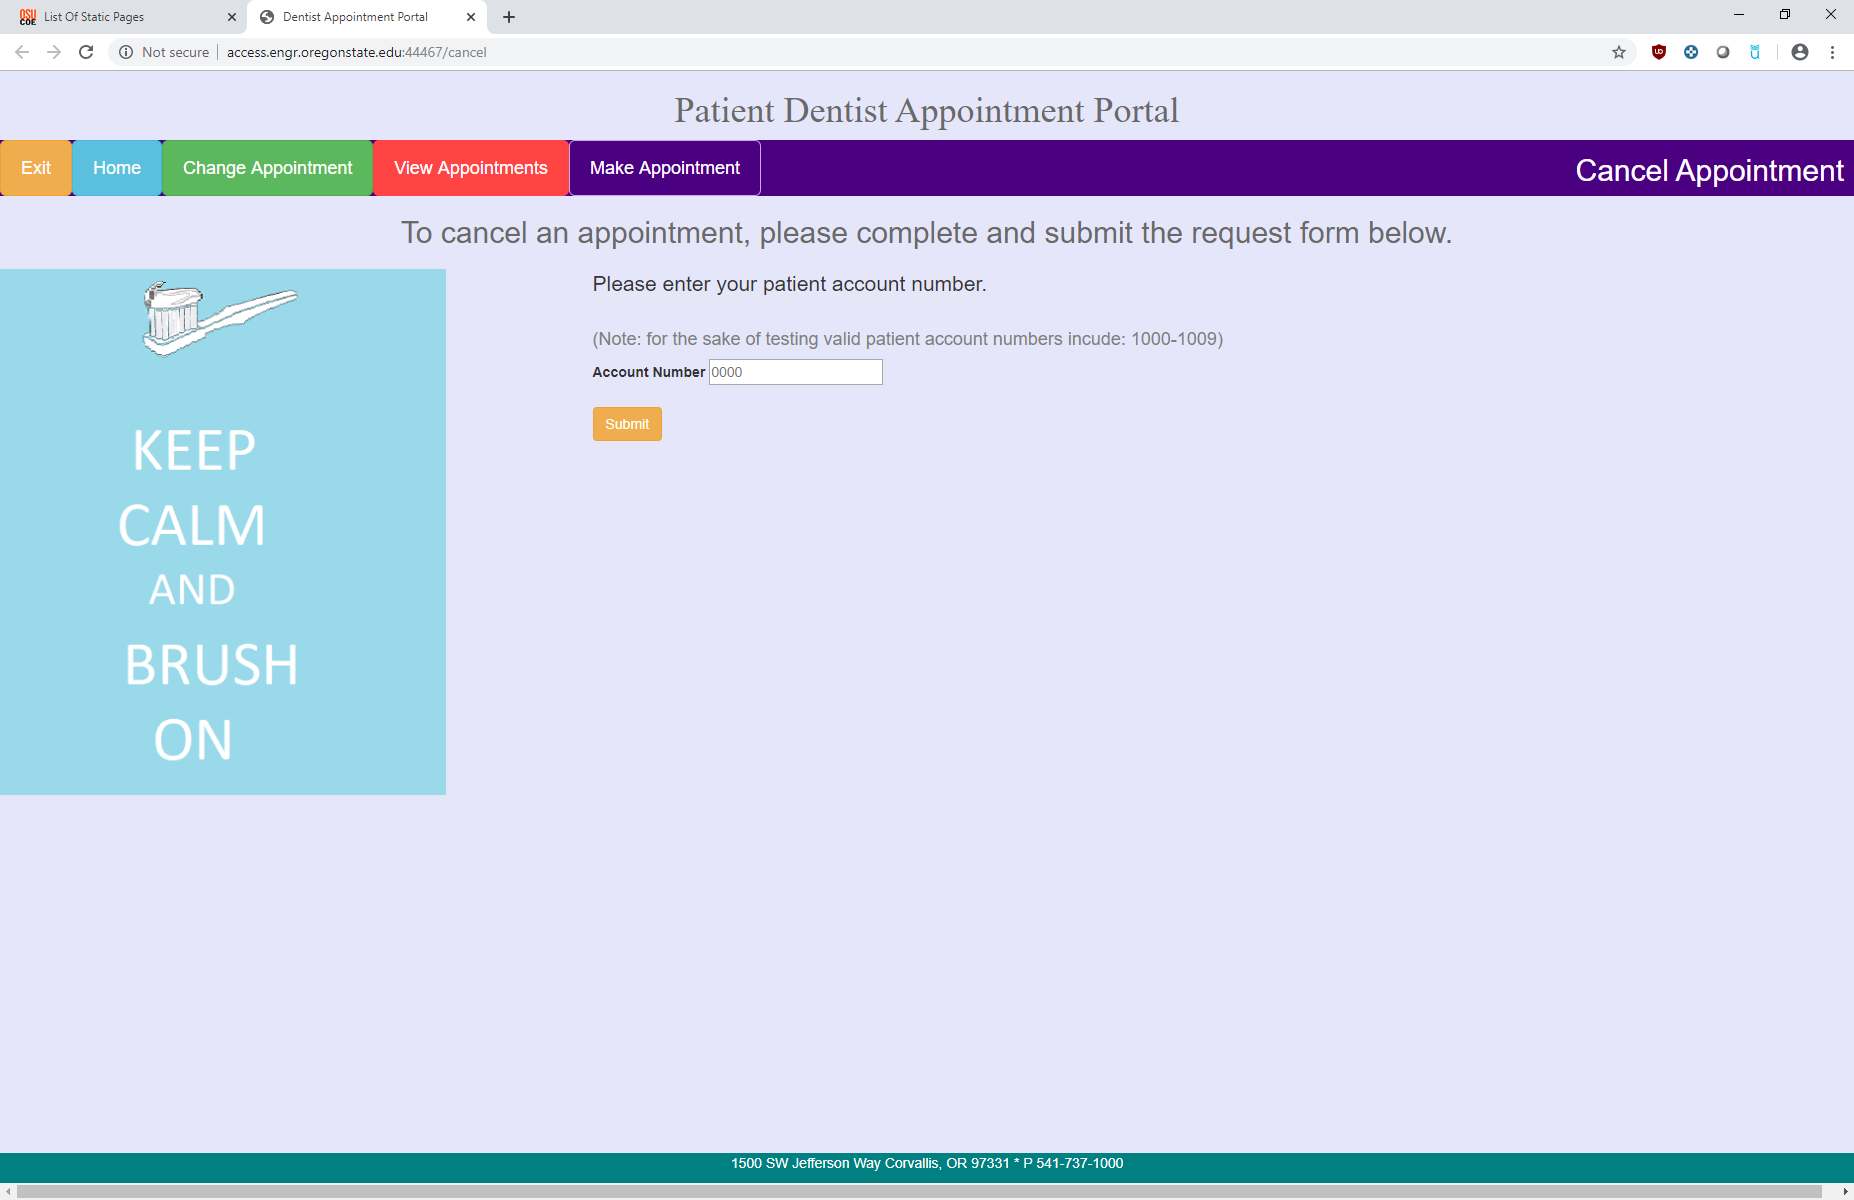 OSU COE List Of Static Pages
Dentist Appointment Portal
Not secure access.engr.oregonstate.edu:44467/cancel
Patient Dentist Appointment Portal
Exit Home Change Appointment View Appointments Make Appointment Cancel Appointment
To cancel an appointment, please complete and submit the request form below.
Please enter your patient account number.
(Note: for the sake of testing valid patient account numbers incude: 1000-1009)
Account Number 0000
Submit
KEEP
CALM
AND
BRUSH
ON
1500 SW Jefferson Way Corvallis, OR 97331 * P 541-737-1000